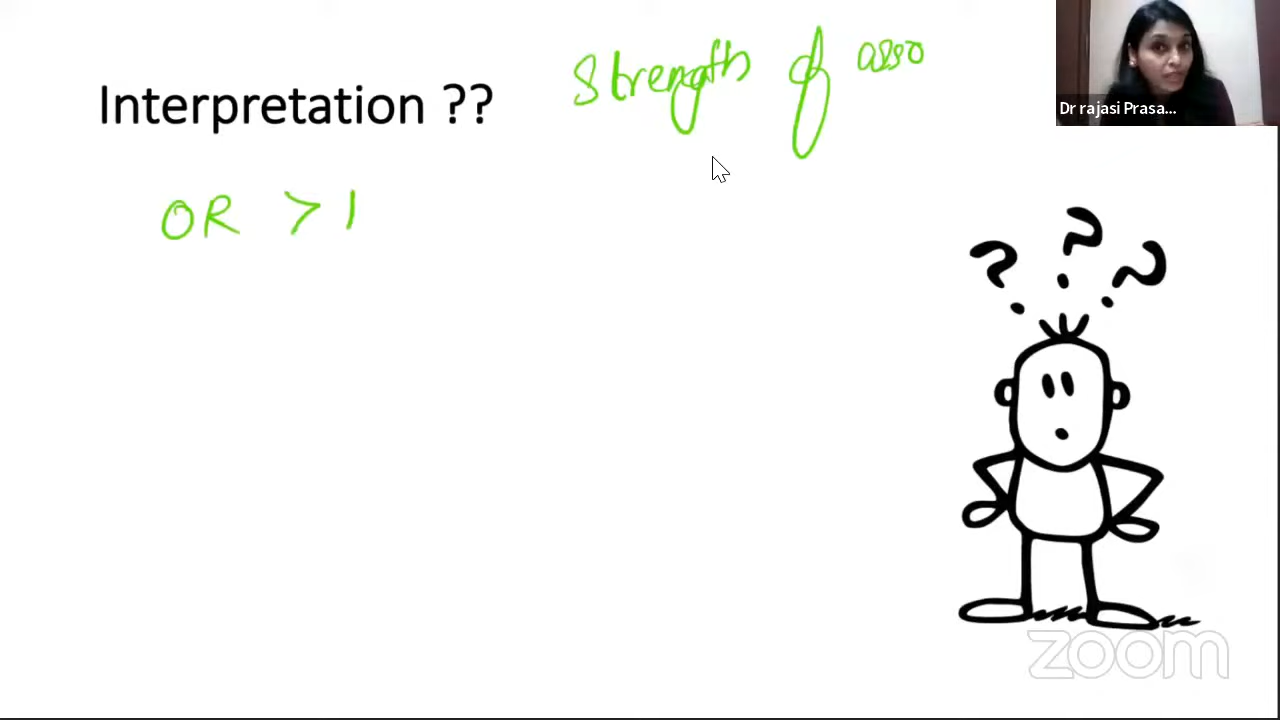 Strength of asso
Dr rajasi Prasa...
Interpretation ??
OR > 1
zoom